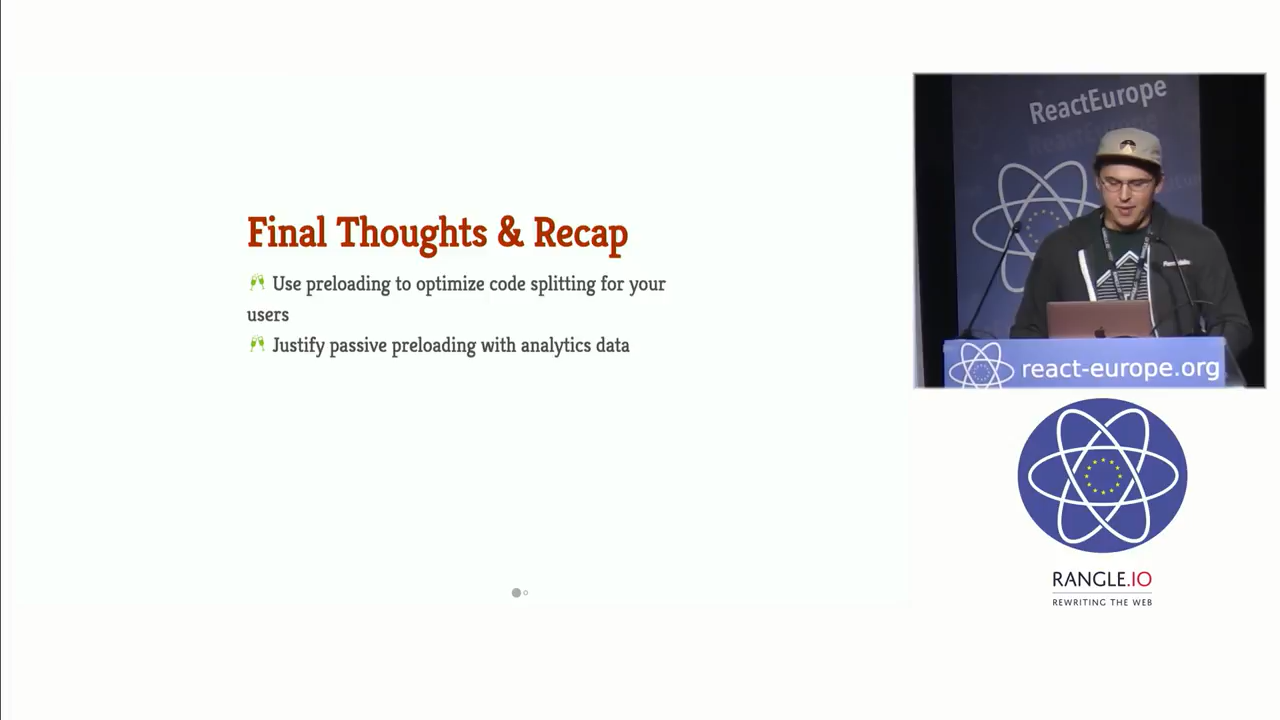 Final Thoughts & Recap
🥂 Use preloading to optimize code splitting for your
users
🥂 Justify passive preloading with analytics data
ReactEurope
react-europe.org
RANGLE.IO
REWRITING THE WEB